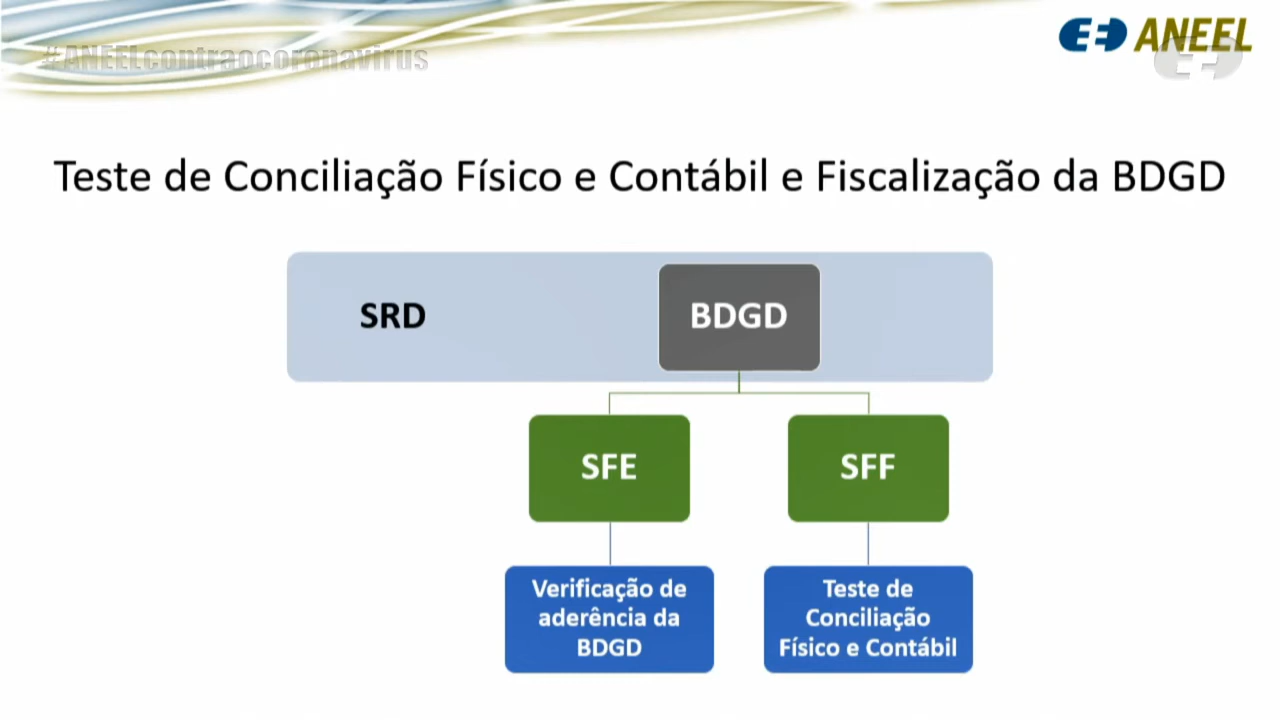 #ANEELcontraocoronavirus
ANEEL
Teste de Conciliação Físico e Contábil e Fiscalização da BDGD
SRD
BDGD
SFE
SFF
Verificação de
aderência da
BDGD
Teste de
Conciliação
Físico e Contábil